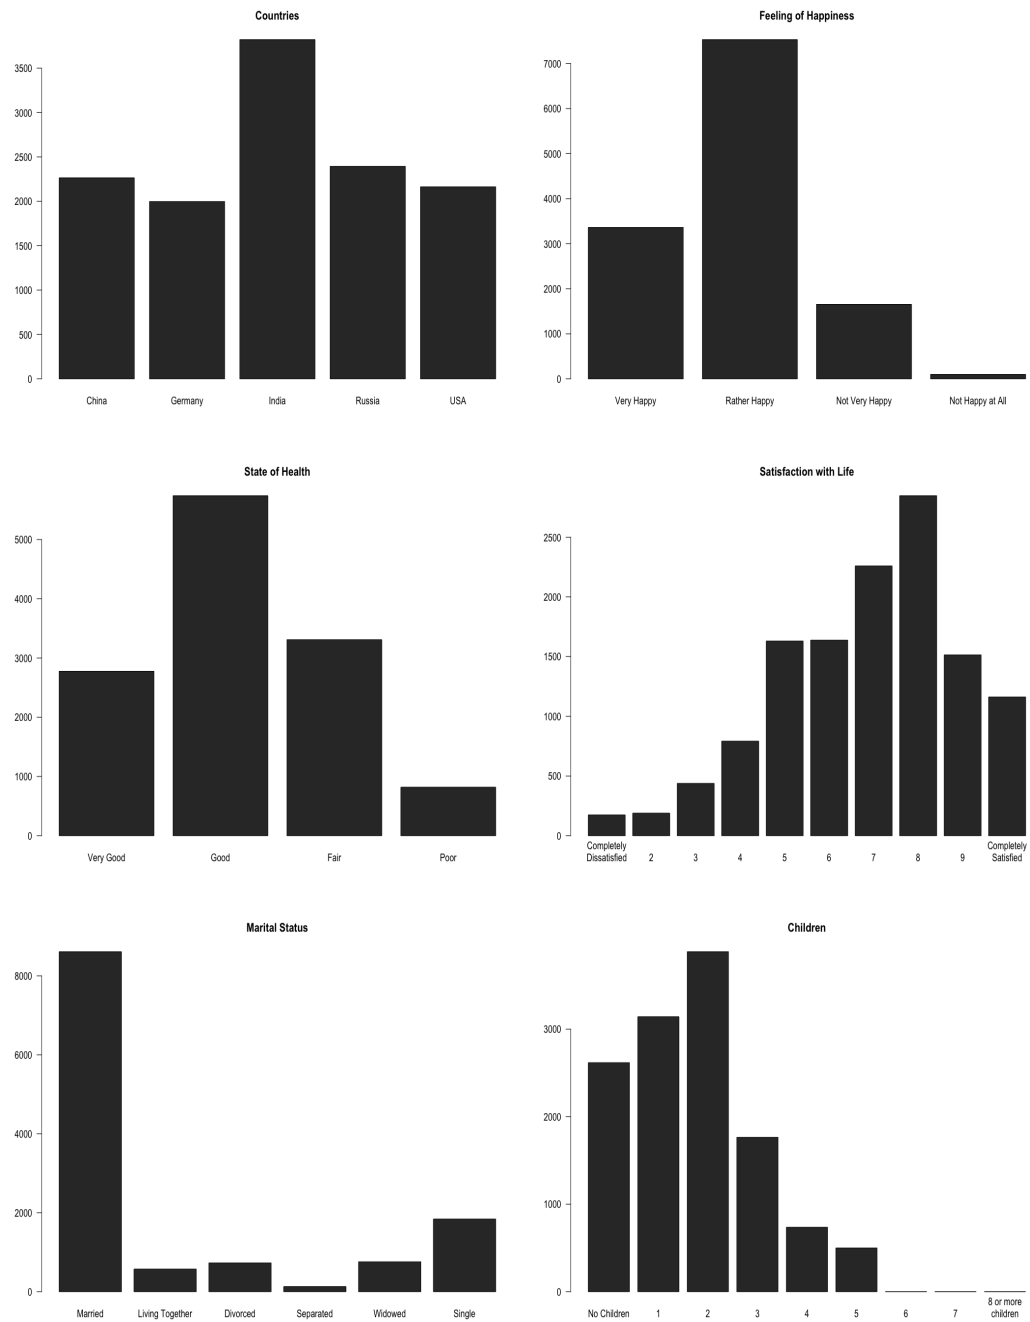 Countries
3500
3000
2500
2000
1500
1000
500
0
China Germany India Russia USA
Feeling of Happiness
7000
6000
5000
4000
3000
2000
1000
0
Very Happy Rather Happy Not Very Happy Not Happy at All
State of Health
5000
4000
3000
2000
1000
0
Very Good Good Fair Poor
Satisfaction with Life
2500
2000
1500
1000
500
0
Completely Completely
Dissatisfied 2 3 4 5 6 7 8 9 Satisfied
Marital Status
8000
6000
4000
2000
0
Married Living Together Divorced Separated Widowed Single
Children
3000
2000
1000
0
8 or more
No Children 1 2 3 4 5 6 7 children